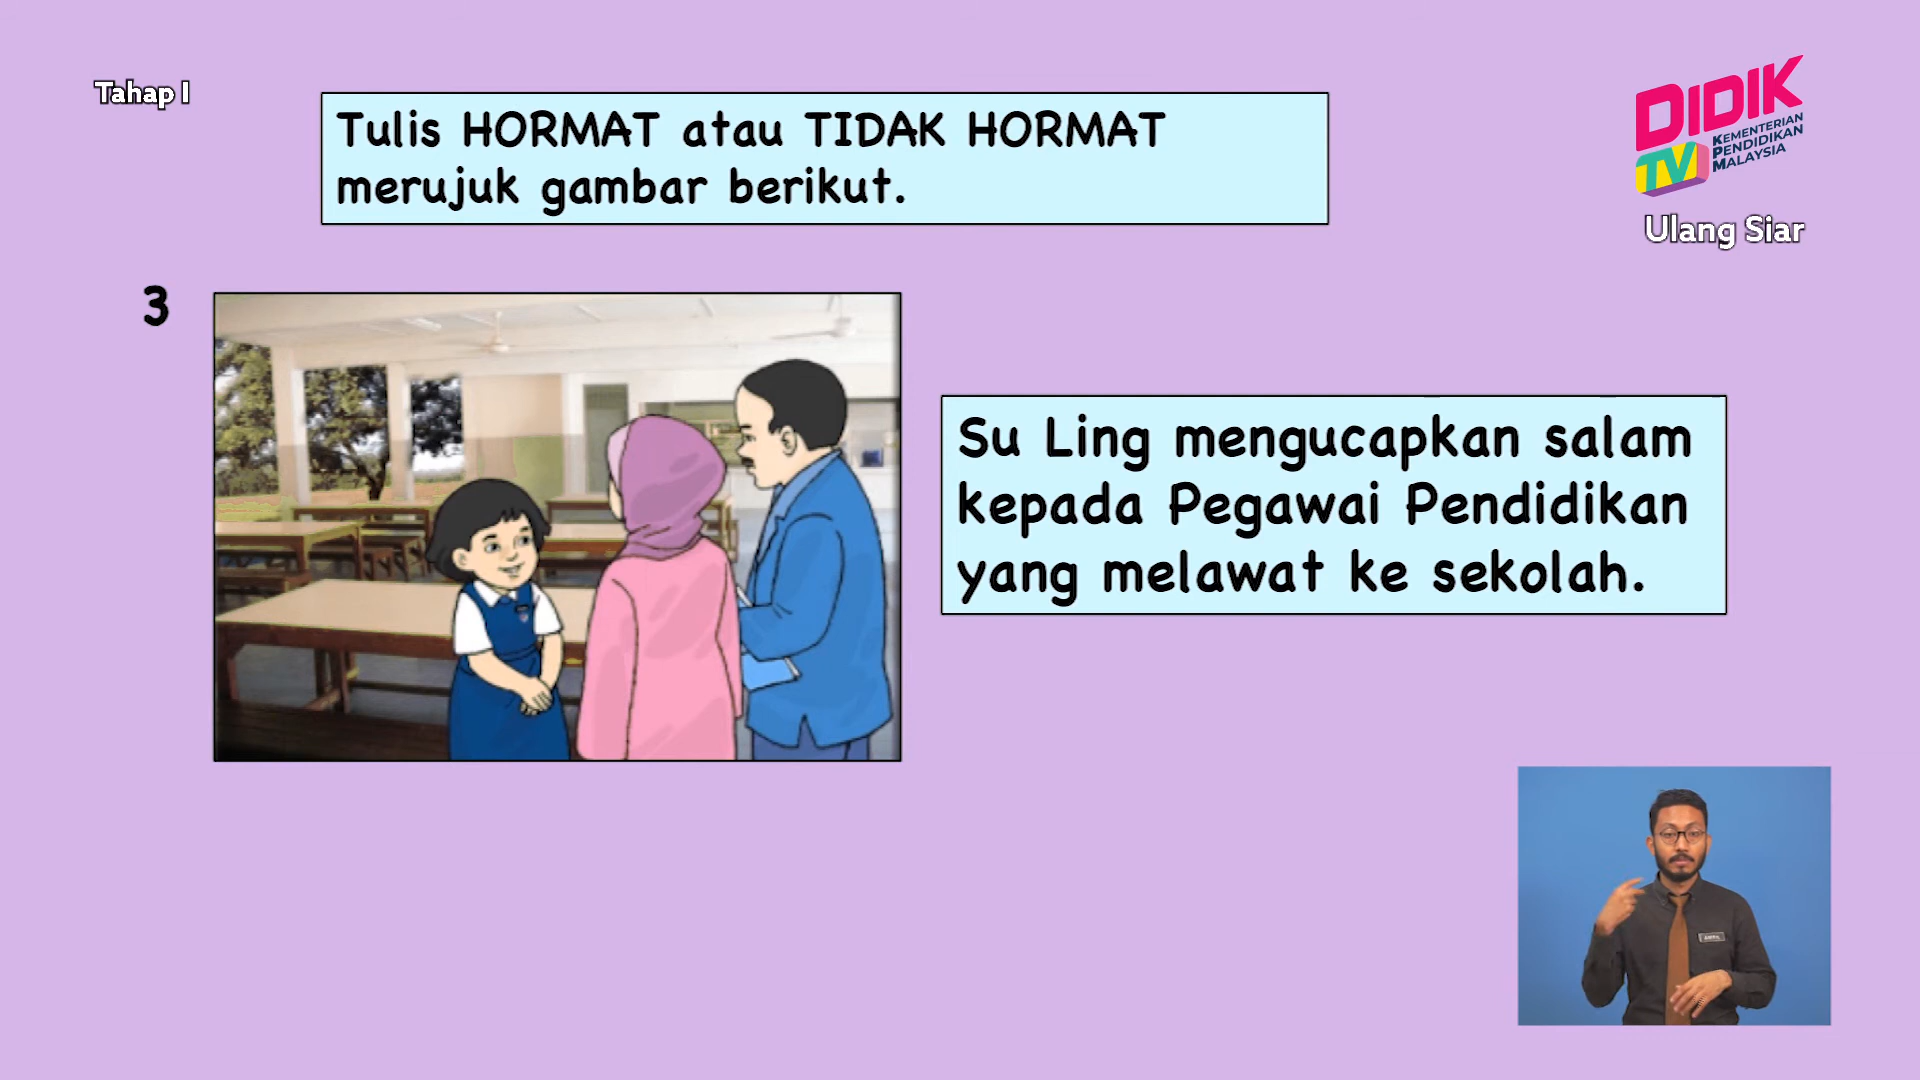 Tahap I
Tulis HORMAT atau TIDAK HORMAT
merujuk gambar berikut.
DIDIK
TV
KEMENTERIAN
PENDIDIKAN
MALAYSIA
Ulang Siar
3
Su Ling mengucapkan salam
kepada Pegawai Pendidikan
yang melawat ke sekolah.